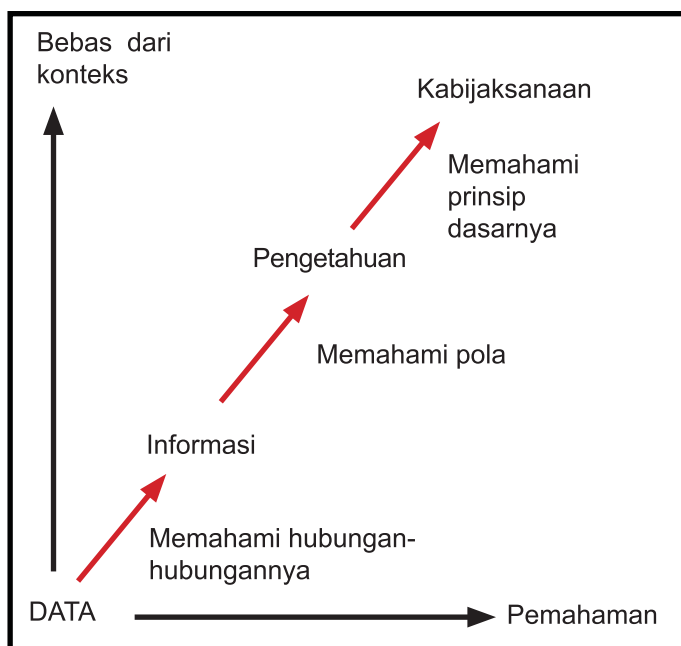 Bebas dari
konteks
Kabijaksanaan
Memahami
prinsip
dasarnya
Pengetahuan
Memahami pola
Informasi
Memahami hubungan-
hubungannya
DATA
Pemahaman